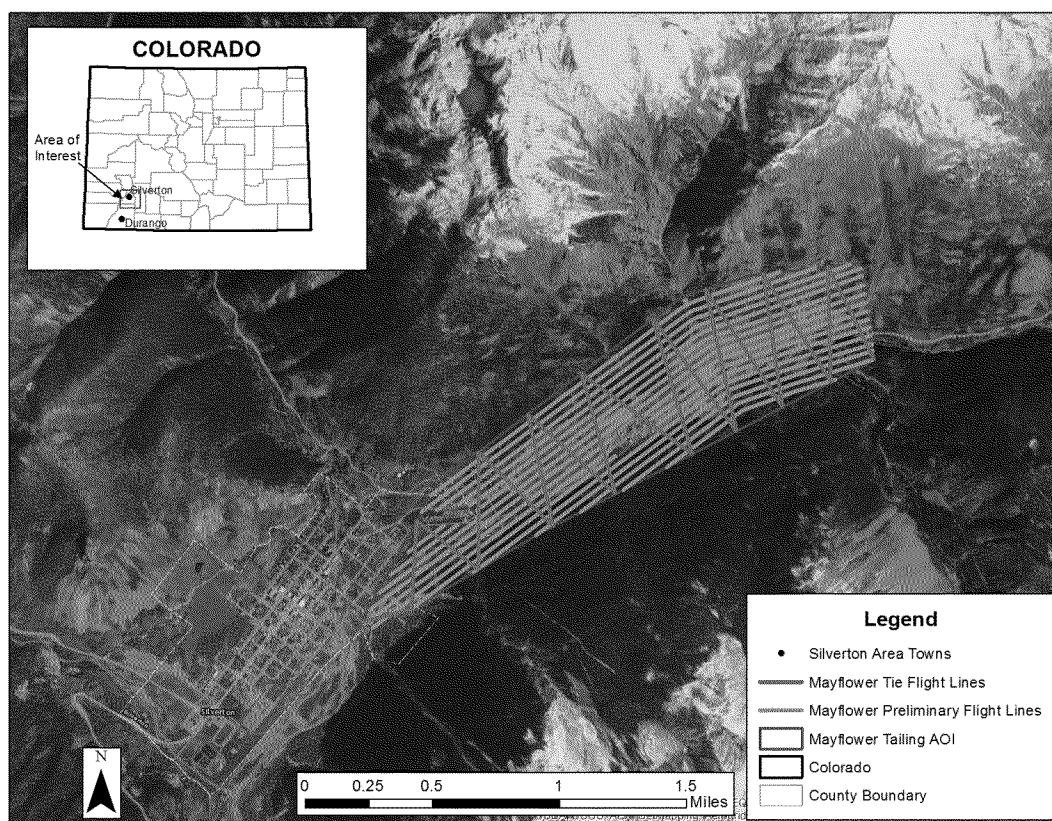 COLORADO
Area of
Interest
Silverton
Durango
Silverton
N
0 0.25 0.5 1 1.5
Miles
Legend
Silverton Area Towns
Mayflower Tie Flight Lines
Mayflower Preliminary Flight Lines
Mayflower Tailing AOI
Colorado
County Boundary